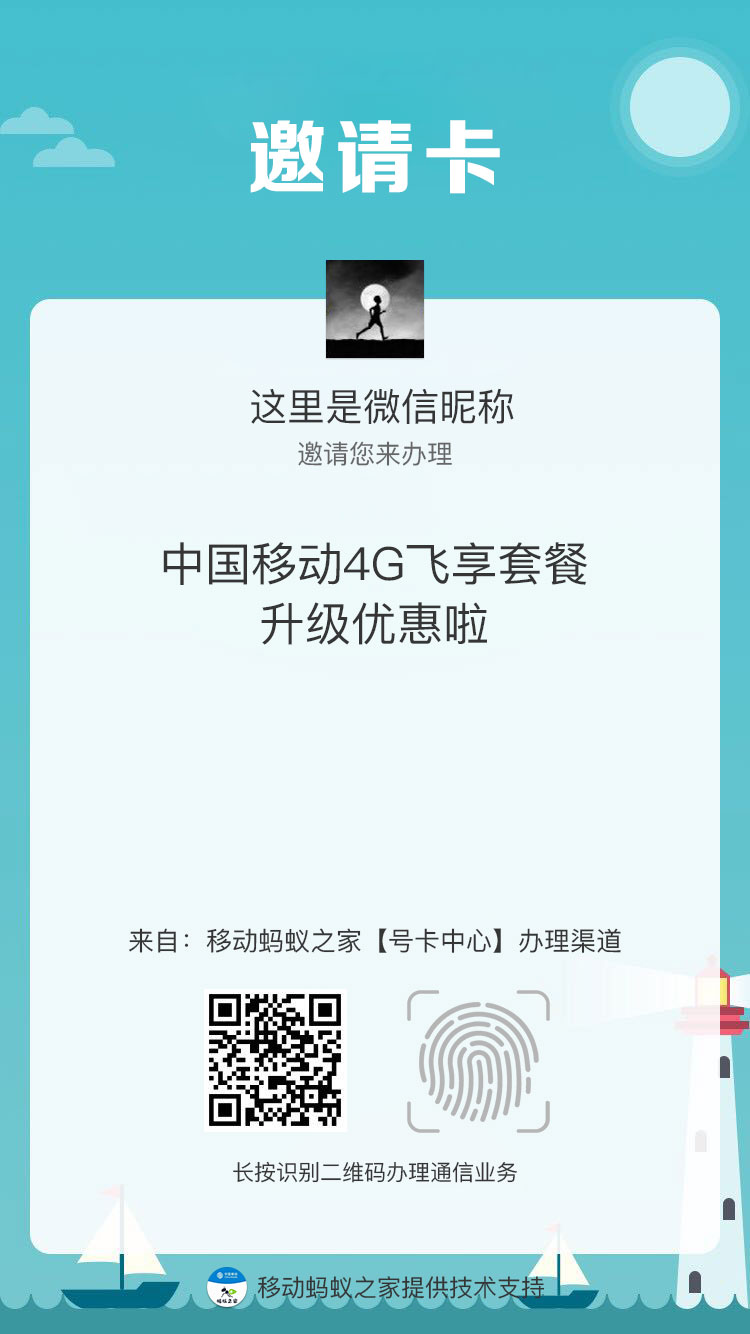 邀请卡
这里是微信昵称
邀请您来办理
中国移动4G飞享套餐
升级优惠啦
来自：移动蚂蚁之家【号卡中心】办理渠道
长按识别二维码办理通信业务
移动蚂蚁之家提供技术支持